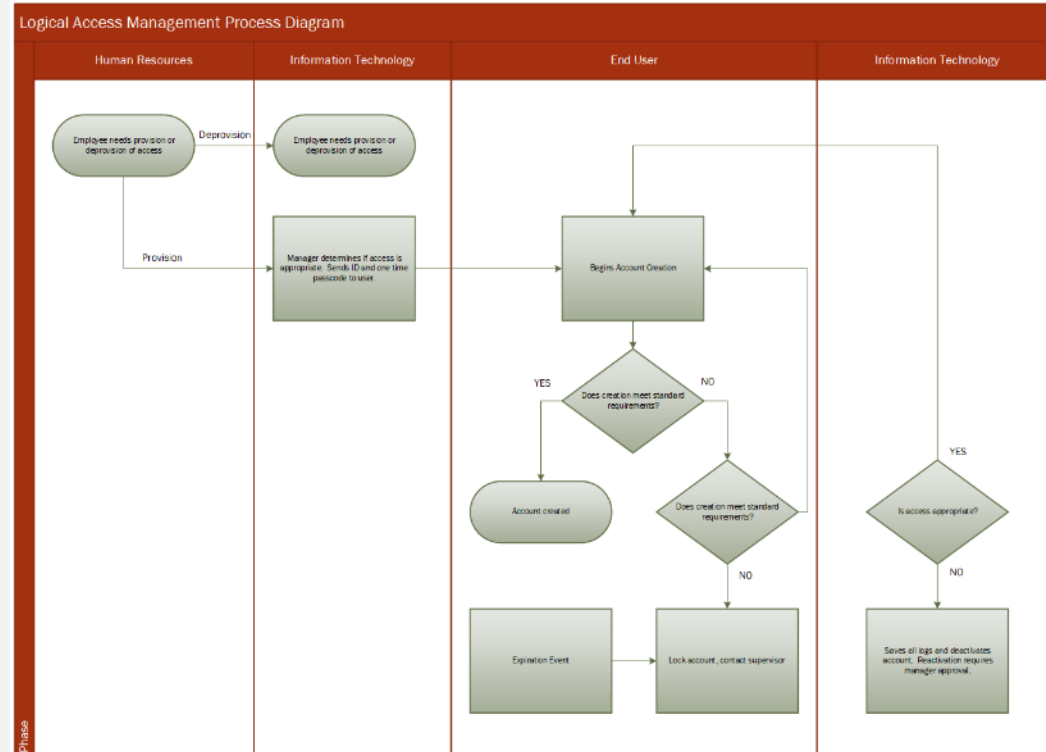 Logical Access Management Process Diagram
Human Resources
Information Technology
End User
Information Technology
Employee needs provision or
deprovision of access
Deprovision
Employee needs provision or
deprovision of access
Provision
Manager determines if access is
appropriate. Sends ID and one time
passcode to user.
Begins Account Creation
YES
NO
Does creation meet standard
requirements?
YES
Account created
Does creation meet standard
requirements?
Is access appropriate?
NO
NO
Expiration Event
Lock account, contact supervisor
Saves all logs and deactivates
account. Reactivation requires
manager approval.
Phase